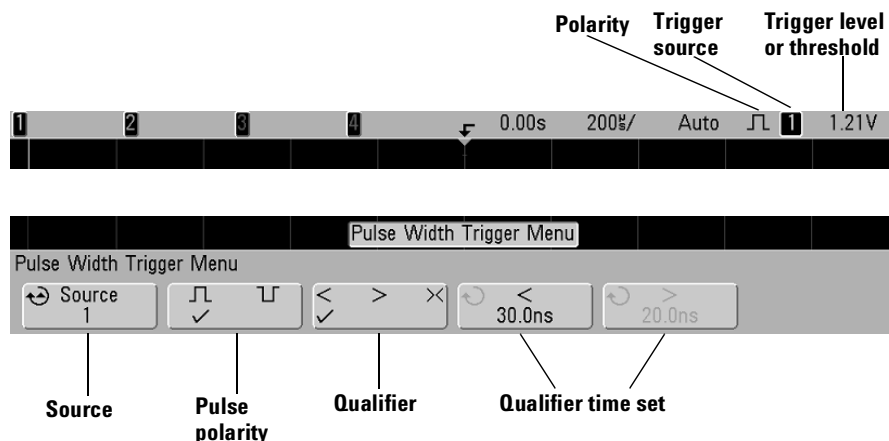 Polarity Trigger source Trigger level or threshold
1 2 3 4 0.00s 200µs/ Auto 1 1.21V
Pulse Width Trigger Menu
Pulse Width Trigger Menu
Source 1
< > ><
< 30.0ns
> 20.0ns
Source
Pulse polarity
Qualifier
Qualifier time set